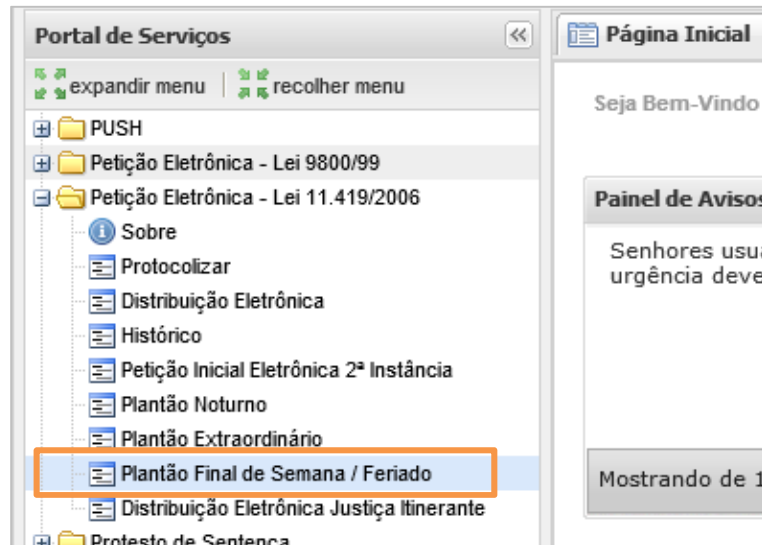 Portal de Serviços
Página Inicial
expandir menu
recolher menu
Seja Bem-Vindo
PUSH
Petição Eletrônica - Lei 9800/99
Petição Eletrônica - Lei 11.419/2006
Painel de Avisos
Sobre
Senhores usua
urgência deve
Protocolizar
Distribuição Eletrônica
Histórico
Petição Inicial Eletrônica 2ª Instância
Plantão Noturno
Plantão Extraordinário
Plantão Final de Semana / Feriado
Mostrando de 1
Distribuição Eletrônica Justiça Itinerante
Protesto de Sentença